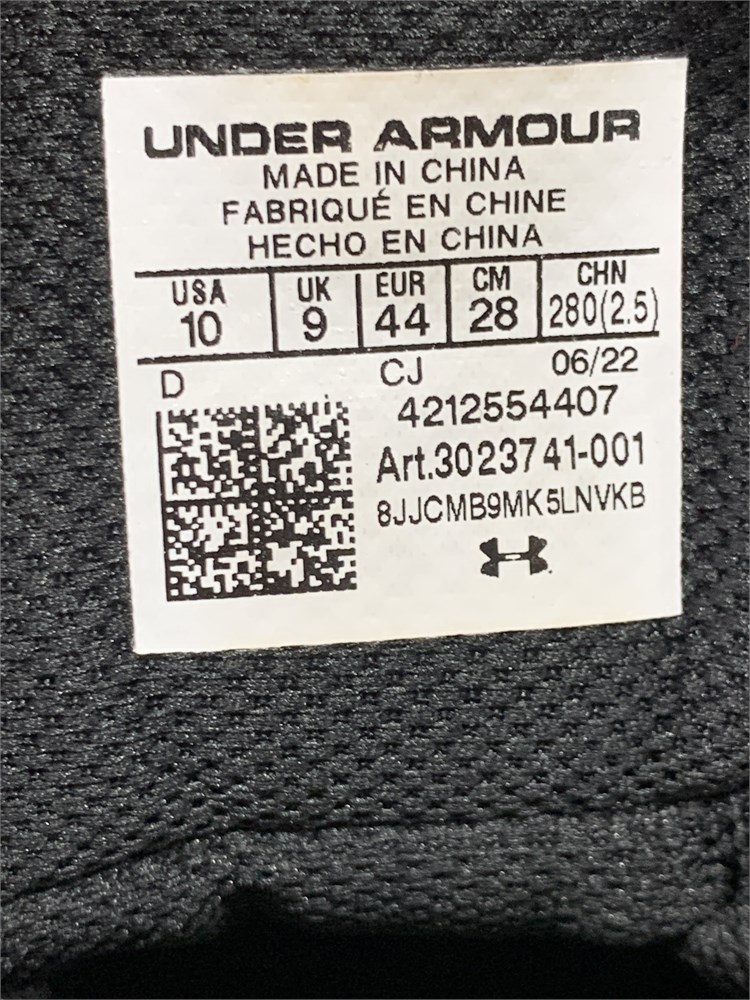 UNDER ARMOUR
MADE IN CHINA
FABRIQUÉ EN CHINE
HECHO EN CHINA
USA UK EUR CM CHN
10 9 44 28 280(2.5)
D CJ 06/22
4212554407
Art.3023741-001
8JJCMB9MK5LNVKB